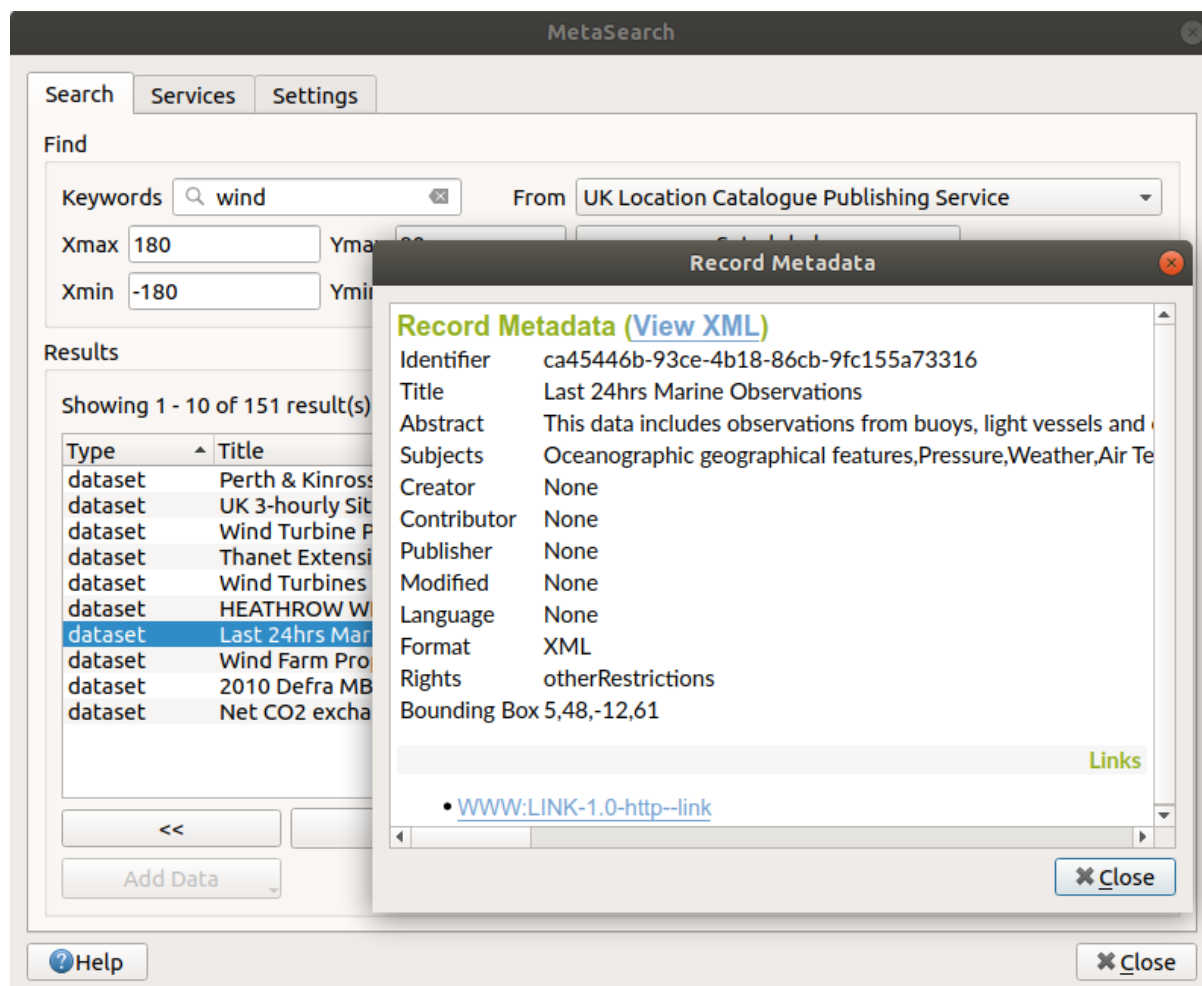 MetaSearch
Search Services Settings
Find
Keywords wind From UK Location Catalogue Publishing Service
Xmax 180
Xmin -180
Results
Showing 1 - 10 of 151 result(s)
Type Title
dataset Perth & Kinross
dataset UK 3-hourly Sit
dataset Wind Turbine P
dataset Thanet Extensi
dataset Wind Turbines
dataset HEATHROW WI
dataset Last 24hrs Mar
dataset Wind Farm Pro
dataset 2010 Defra MB
dataset Net CO2 excha
<<
Add Data
Help
Close
Record Metadata
Record Metadata (View XML)
Identifier ca45446b-93ce-4b18-86cb-9fc155a73316
Title Last 24hrs Marine Observations
Abstract This data includes observations from buoys, light vessels and
Subjects Oceanographic geographical features,Pressure,Weather,Air Te
Creator None
Contributor None
Publisher None
Modified None
Language None
Format XML
Rights otherRestrictions
Bounding Box 5,48,-12,61
Links
WWW:LINK-1.0-http--link
Close